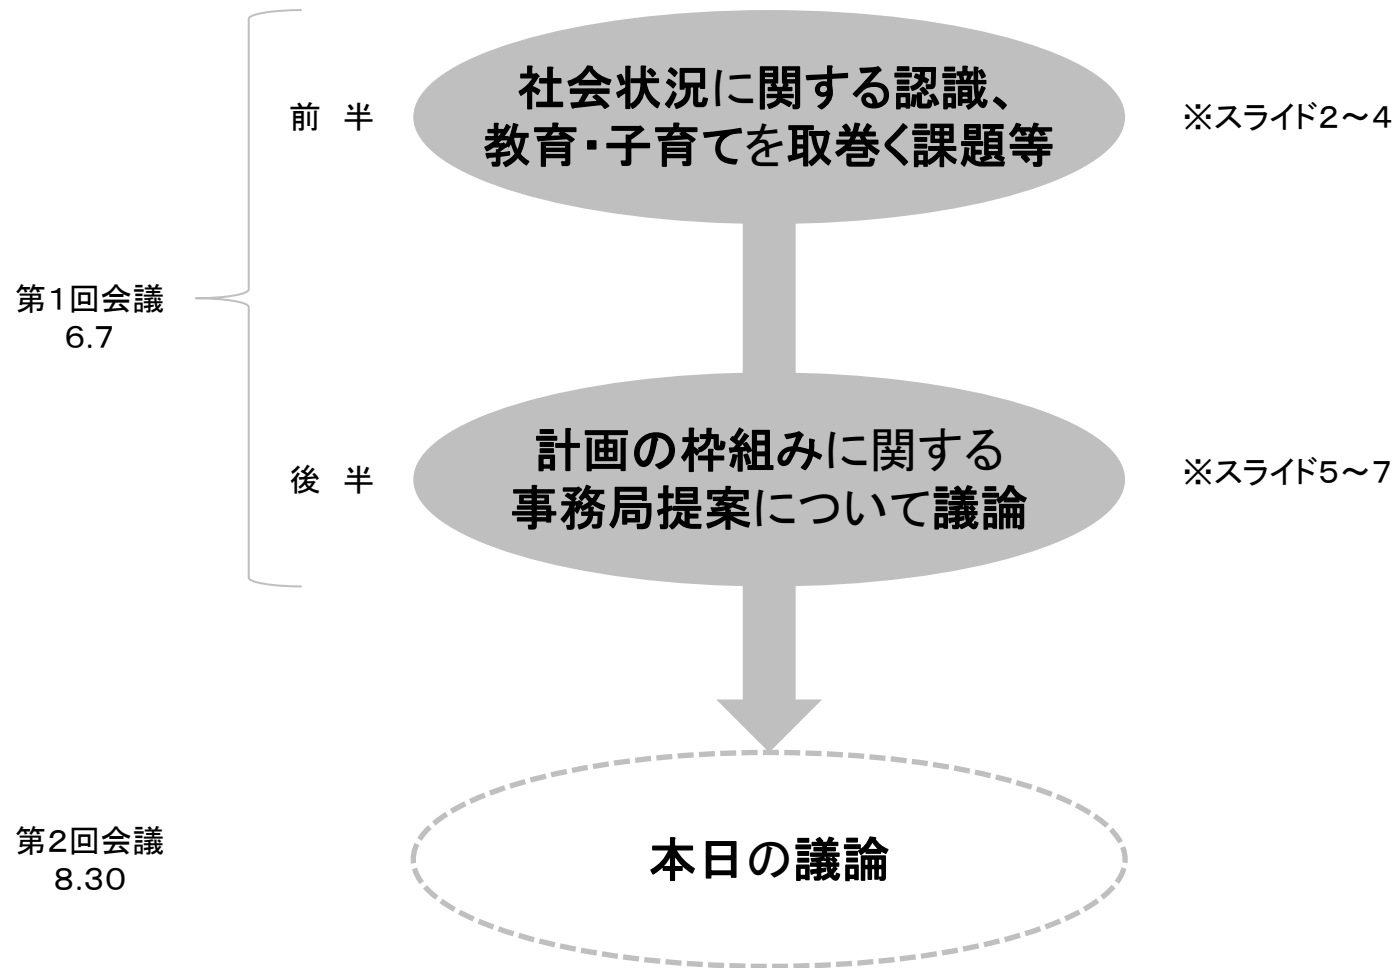 前　半
社会状況に関する認識、
教育・子育てを取巻く課題等
※スライド２～４
第１回会議
６.７
後　半
計画の枠組みに関する
事務局提案について議論
※スライド５～７
第２回会議
８.３０
本日の議論